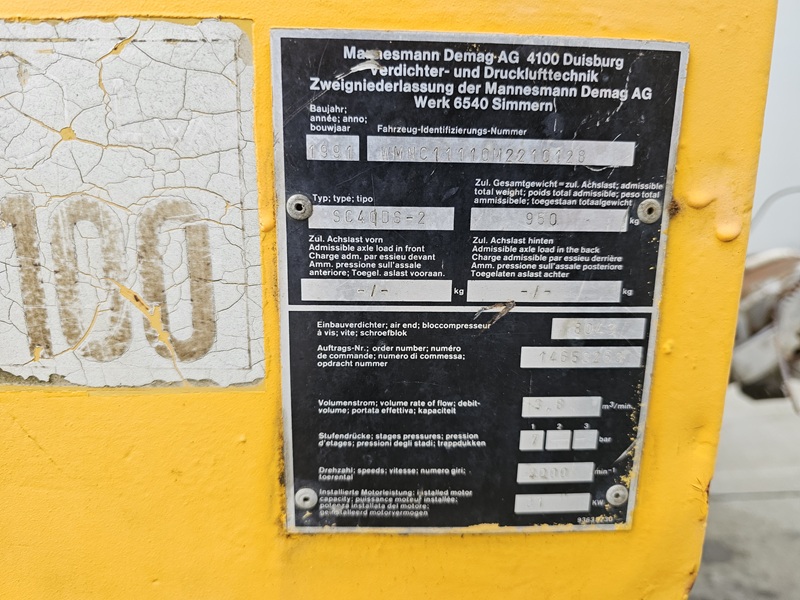 100
Mannesmann Demag AG 4100 Duisburg
Verdichter- und Drucklufttechnik
Zweigniederlassung der Mannesmann Demag AG
Werk 6540 Simmern
Baujahr;
année; anno;
bouwjaar
Fahrzeug-Identifizierungs-Nummer
1991
Zul. Gesamtgewicht = zul. Achslast; admissible
total weight; poids total admissible; peso total
ammissibele; toegestaan totaalgewicht
Typ; type; tipo
SC40DS-2
950 kg
Zul. Achslast vorn
Admissible axle load in front
Charge adm. par essieu devant
Amm. pressione sull'assale
anteriore; Toegel. aslast vooraan.
-/- kg
Zul. Achslast hinten
Admissible axle load in the back
Charge admissible par essieu derrière
Amm. pressione sull'assale posteriore
Toegelaten aslast achter
-/- kg
Einbauverdichter; air end; bloccompresseur
à vis; vite; schroefblok
Auftrags-Nr.; order number; numéro
de commande; numero di commessa;
opdracht nummer
Volumenstrom; volume rate of flow; debit-
volume; portata effettiva; kapaciteit
3,8 m³/min.
Stufendrücke; stages pressures; pression
d'etages; pressioni degli stadi; trappdukken
1 2 3
7 - - bar
Drehzahl; speeds; vitesse; numero giri;
toerental
min-1
Installierte Motorleistung; installed motor
capacity; puissance moteur installée;
potenza installata del motore;
geïnstalleerd motorvermogen
KW